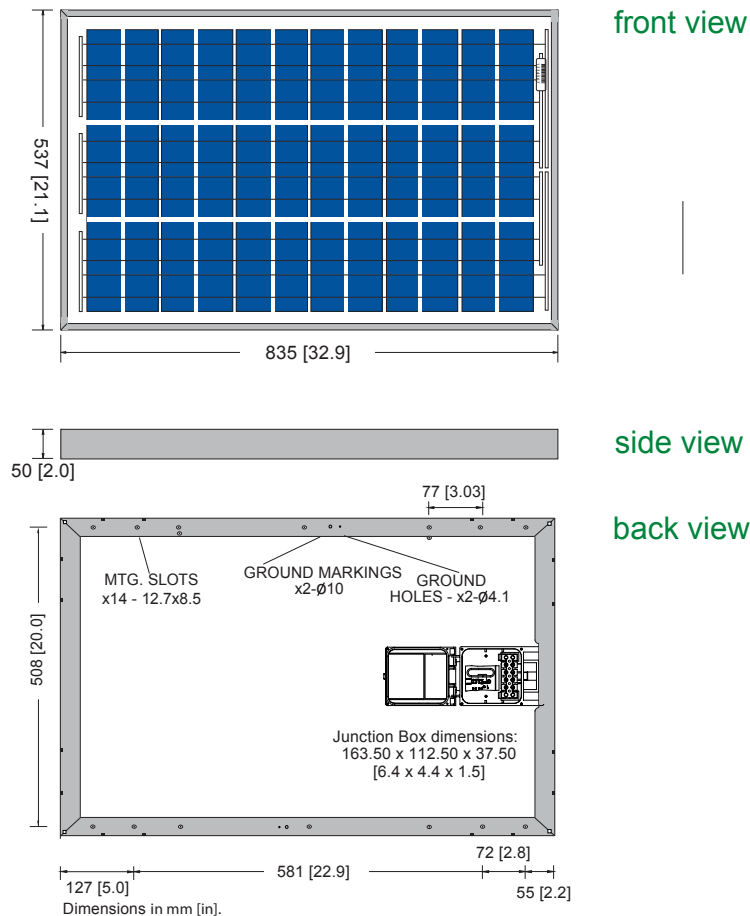 front view
537 [21.1]
835 [32.9]
side view
50 [2.0]
77 [3.03]
back view
MTG. SLOTS
x14 - 12.7x8.5
GROUND MARKINGS
x2-Ø10
GROUND
HOLES - x2-Ø4.1
508 [20.0]
Junction Box dimensions:
163.50 x 112.50 x 37.50
[6.4 x 4.4 x 1.5]
72 [2.8]
581 [22.9]
127 [5.0]
55 [2.2]
Dimensions in mm [in].